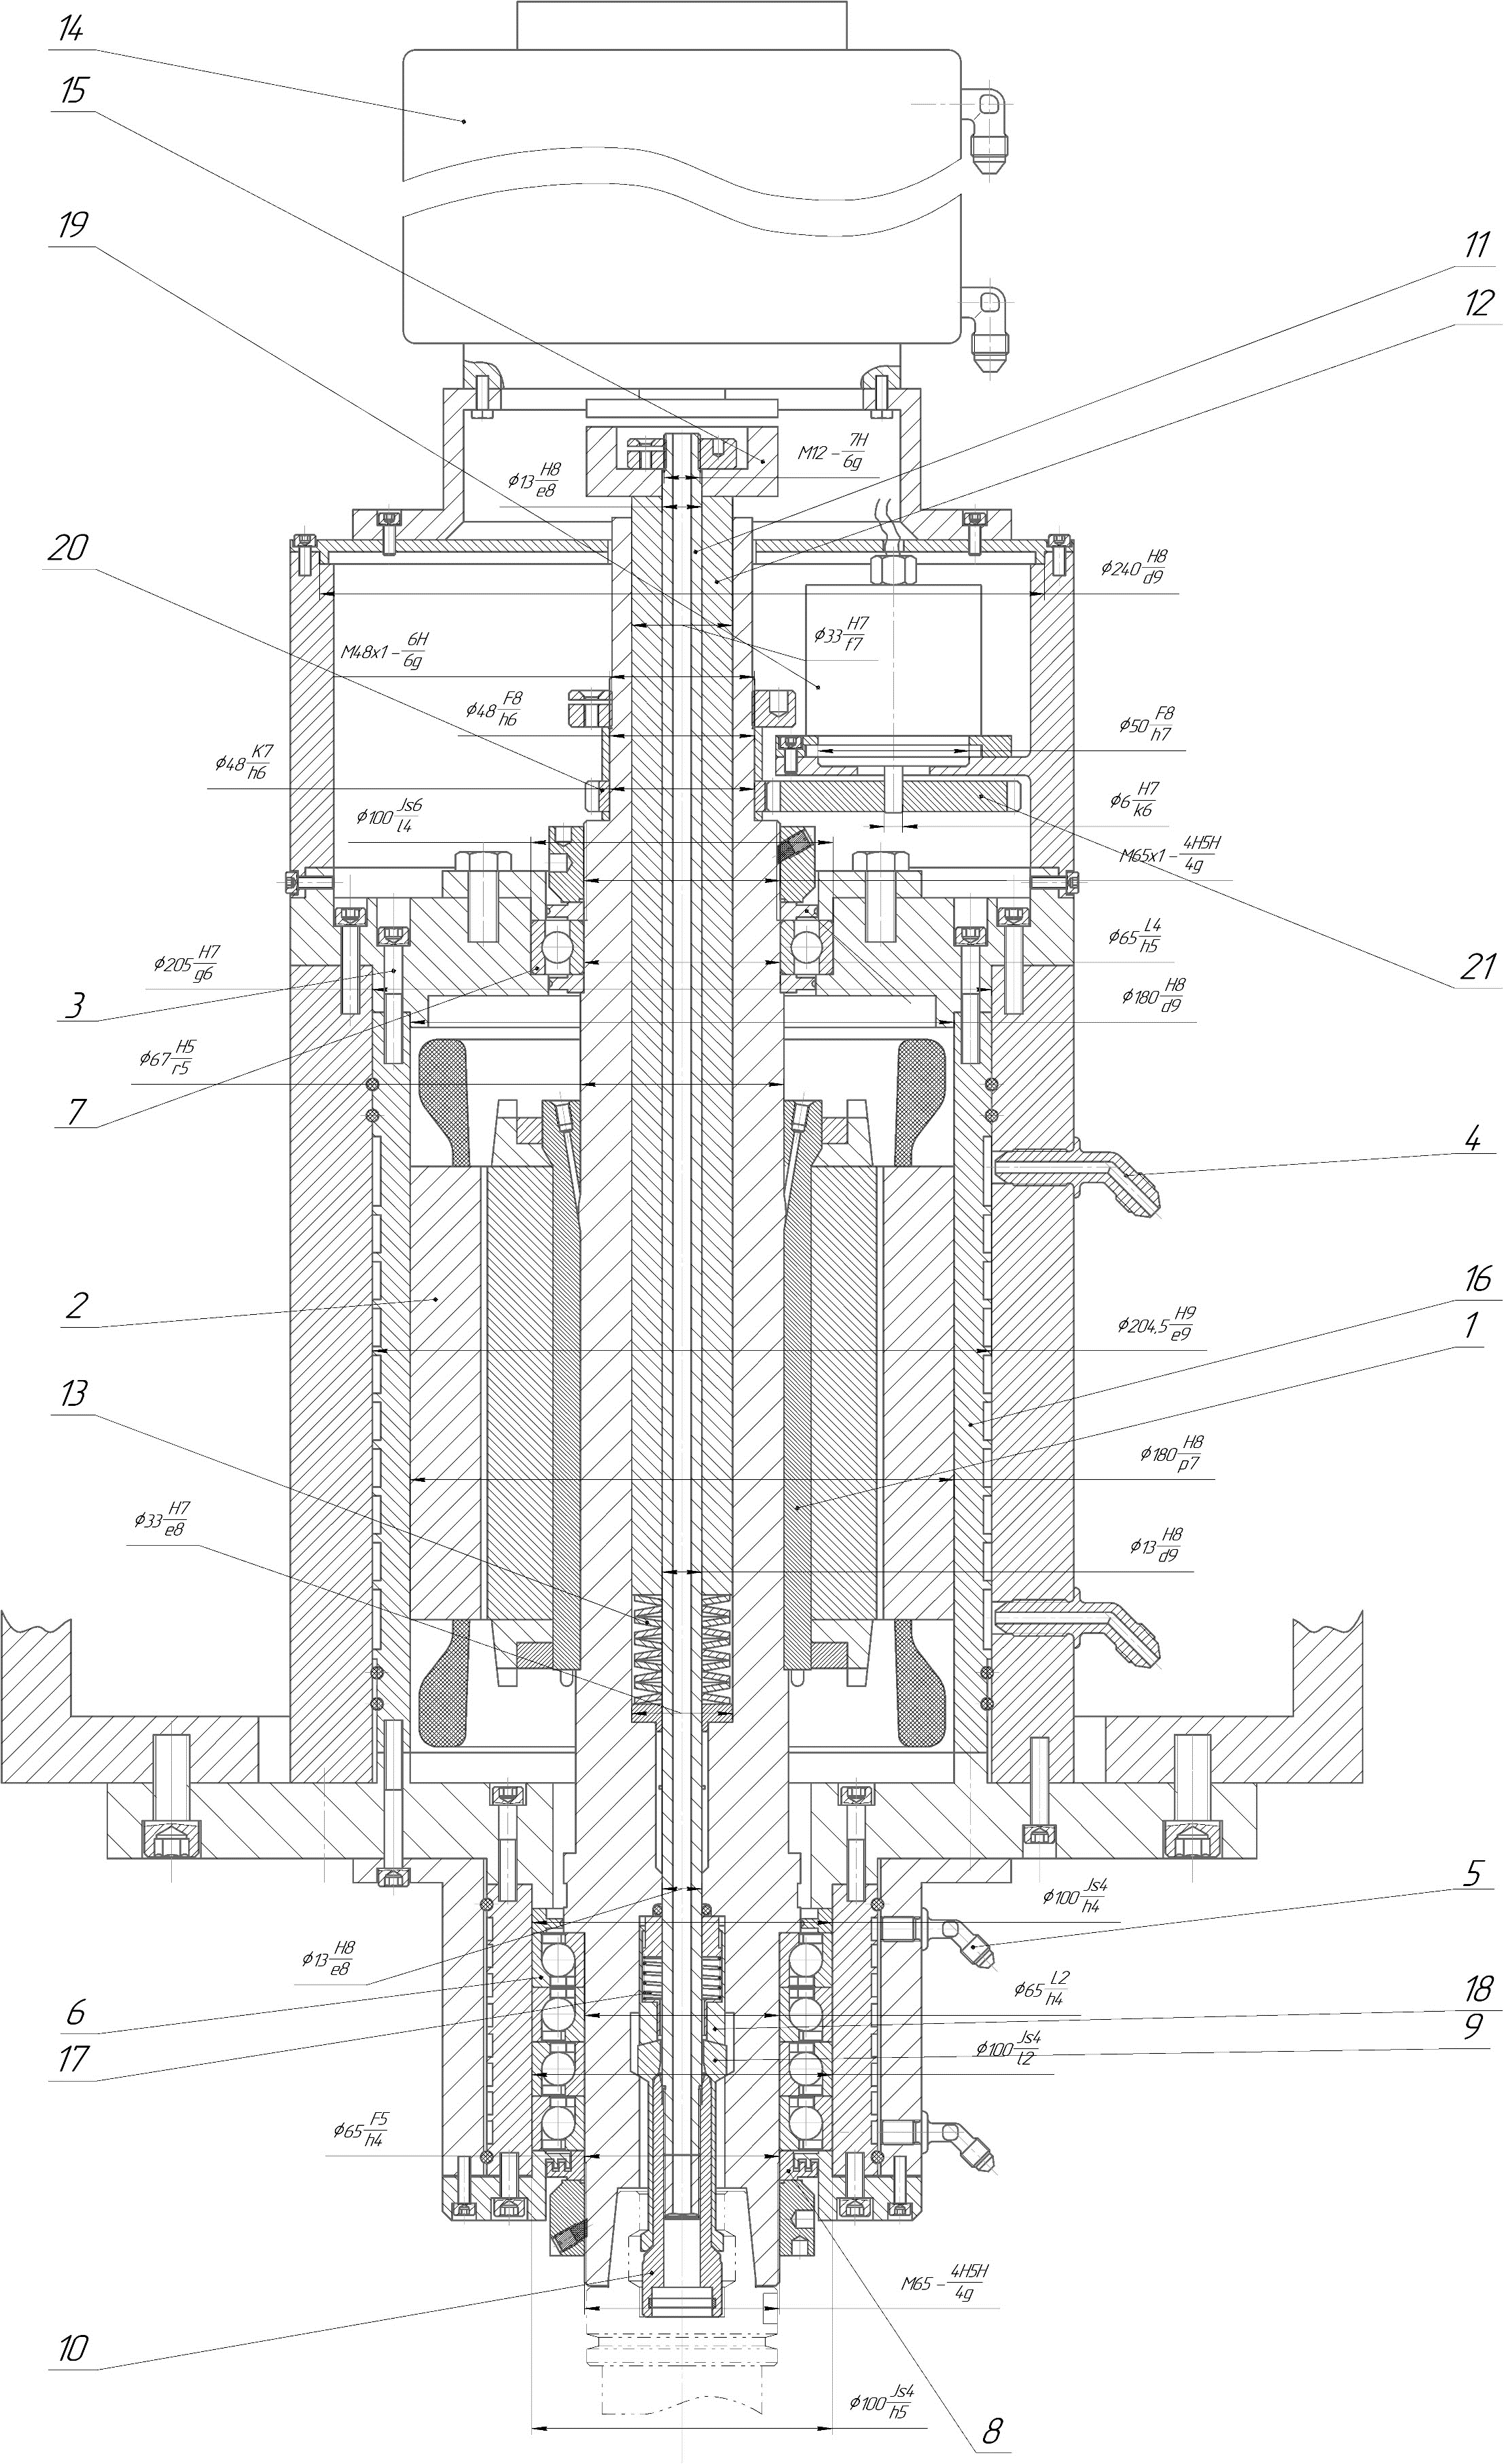 14
15
19
11
12
M12 – 7H/6g
⌀13 H8/e8
20
⌀240 H8/d9
M48x1 – 6H/6g
⌀33 H7/f7
⌀48 F8/h6
⌀50 F8/h7
⌀48 K7/h6
⌀6 H7/k6
⌀100 Js6/l4
M65x1 – 4H5H/4g
⌀65 L4/h5
⌀205 H7/g6
21
3
⌀180 H8/d9
⌀67 H5/r5
7
4
2
16
⌀204,5 H9/e9
1
13
⌀180 H8/p7
⌀33 H7/e8
⌀13 H8/d9
5
⌀100 Js4/h4
⌀13 H8/e8
⌀65 L2/h4
18
6
9
17
⌀100 Js4/l2
⌀65 F5/h4
M65 – 4H5H/4g
10
⌀100 Js4/h5
8